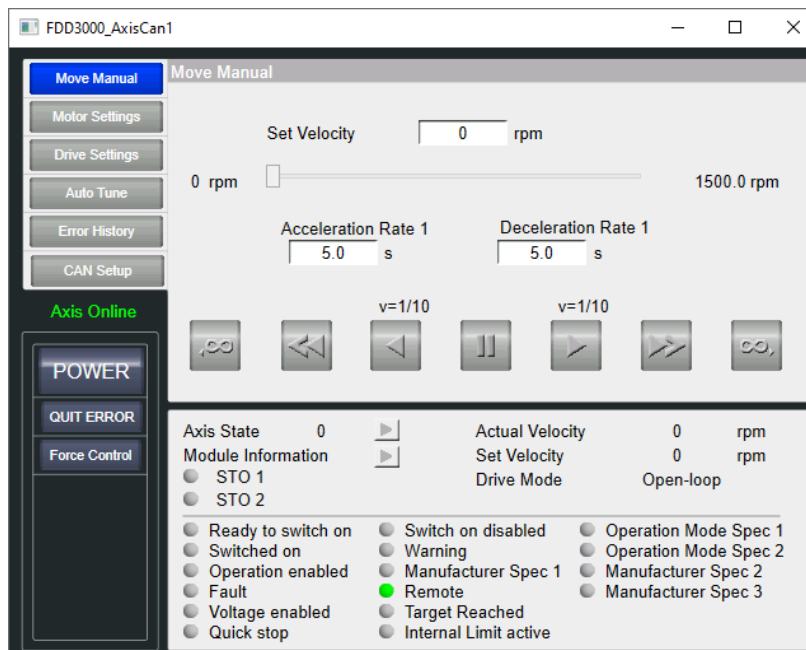 FDD3000_AxisCan1
Move Manual
Motor Settings
Drive Settings
Auto Tune
Error History
CAN Setup
Axis Online
POWER
QUIT ERROR
Force Control
Move Manual
Set Velocity 0 rpm
0 rpm 1500.0 rpm
Acceleration Rate 1 Deceleration Rate 1
5.0 s 5.0 s
v=1/10 v=1/10
Axis State 0 Actual Velocity 0 rpm
Module Information Set Velocity 0 rpm
STO 1 Drive Mode Open-loop
STO 2
Ready to switch on Switch on disabled Operation Mode Spec 1
Switched on Warning Operation Mode Spec 2
Operation enabled Manufacturer Spec 1 Manufacturer Spec 2
Fault Remote Manufacturer Spec 3
Voltage enabled Target Reached
Quick stop Internal Limit active